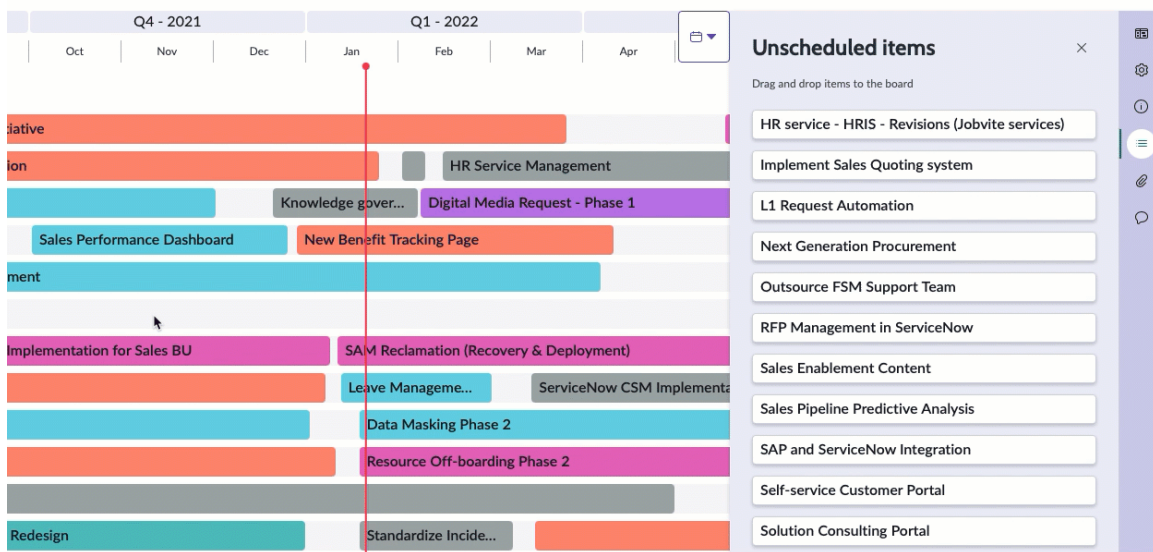 Q4 - 2021
Q1 - 2022
Oct
Nov
Dec
Jan
Feb
Mar
Apr
tiative
ion
HR Service Management
Knowledge gover...
Digital Media Request - Phase 1
Sales Performance Dashboard
New Benefit Tracking Page
ment
Implementation for Sales BU
SAM Reclamation (Recovery & Deployment)
Leave Manageme...
ServiceNow CSM Implementa
Data Masking Phase 2
Resource Off-boarding Phase 2
Redesign
Standardize Incide...
Unscheduled items
Drag and drop items to the board
HR service - HRIS - Revisions (Jobvite services)
Implement Sales Quoting system
L1 Request Automation
Next Generation Procurement
Outsource FSM Support Team
RFP Management in ServiceNow
Sales Enablement Content
Sales Pipeline Predictive Analysis
SAP and ServiceNow Integration
Self-service Customer Portal
Solution Consulting Portal